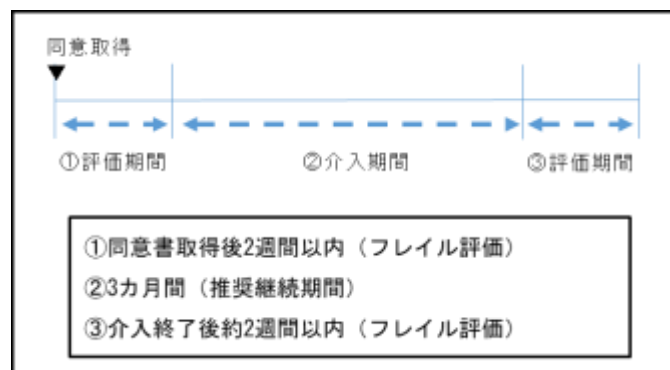 同意取得
▼
①評価期間 ②介入期間 ③評価期間
①同意書取得後2週間以内（フレイル評価）
②3カ月間（推奨継続期間）
③介入終了後約2週間以内（フレイル評価）